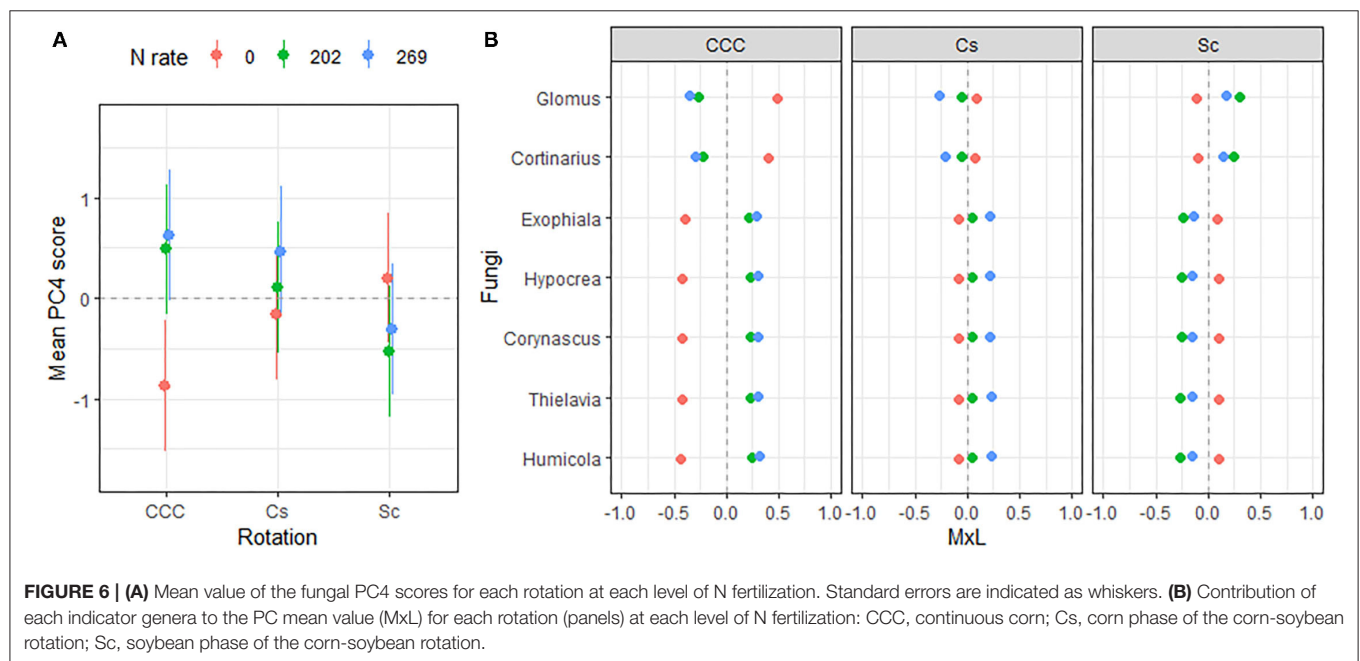 A
N rate 0 202 269
Mean PC4 score
1
0
-1
CCC Cs Sc
Rotation
B
CCC Cs Sc
Fungi
Glomus
Cortinarius
Exophiala
Hypocrea
Corynascus
Thielavia
Humicola
-1.0 -0.5 0.0 0.5 1.0 -1.0 -0.5 0.0 0.5 1.0 -1.0 -0.5 0.0 0.5 1.0
MxL
FIGURE 6 | (A) Mean value of the fungal PC4 scores for each rotation at each level of N fertilization. Standard errors are indicated as whiskers. (B) Contribution of
each indicator genera to the PC mean value (MxL) for each rotation (panels) at each level of N fertilization: CCC, continuous corn; Cs, corn phase of the corn-soybean
rotation; Sc, soybean phase of the corn-soybean rotation.